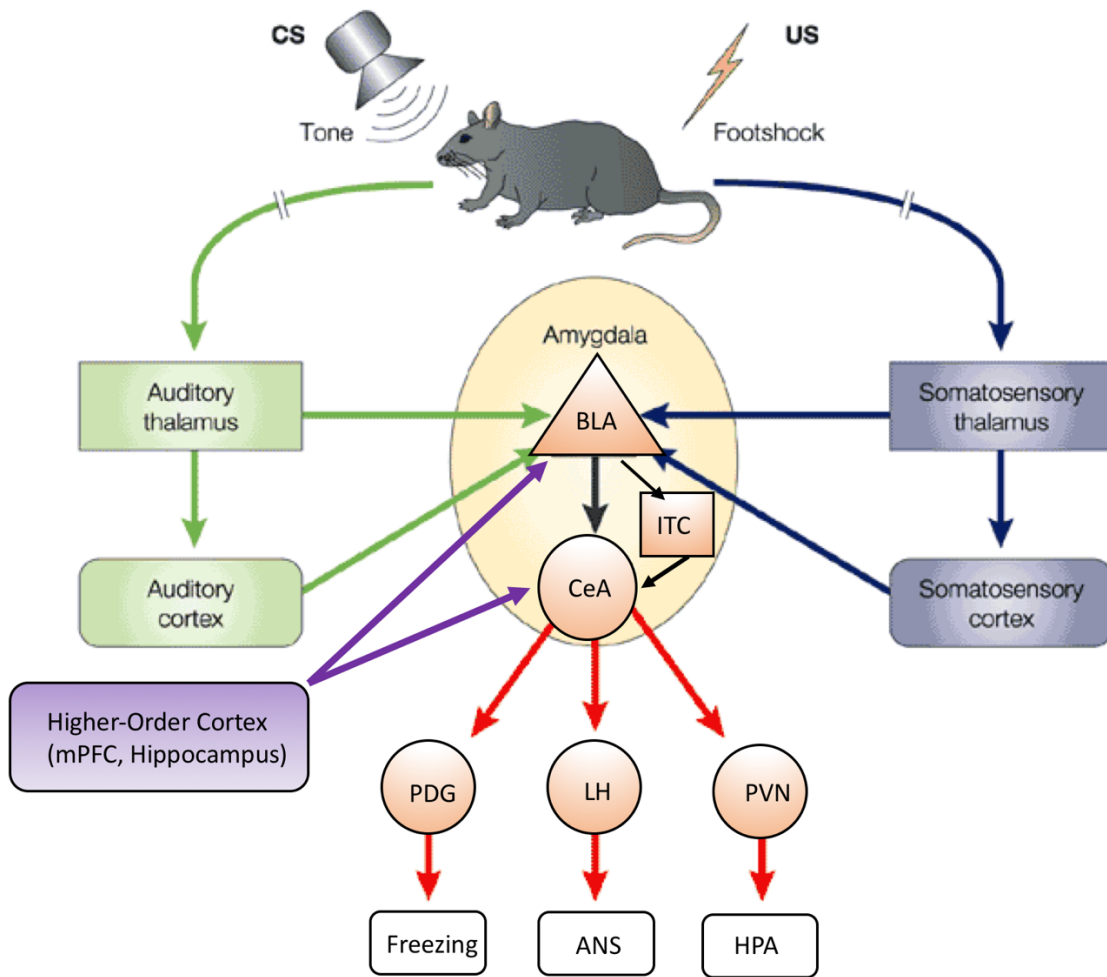 CS
US
Tone
Footshock
Amygdala
Auditory
thalamus
BLA
Somatosensory
thalamus
ITC
Auditory
cortex
CeA
Somatosensory
cortex
Higher-Order Cortex
(mPFC, Hippocampus)
PDG
LH
PVN
Freezing
ANS
HPA